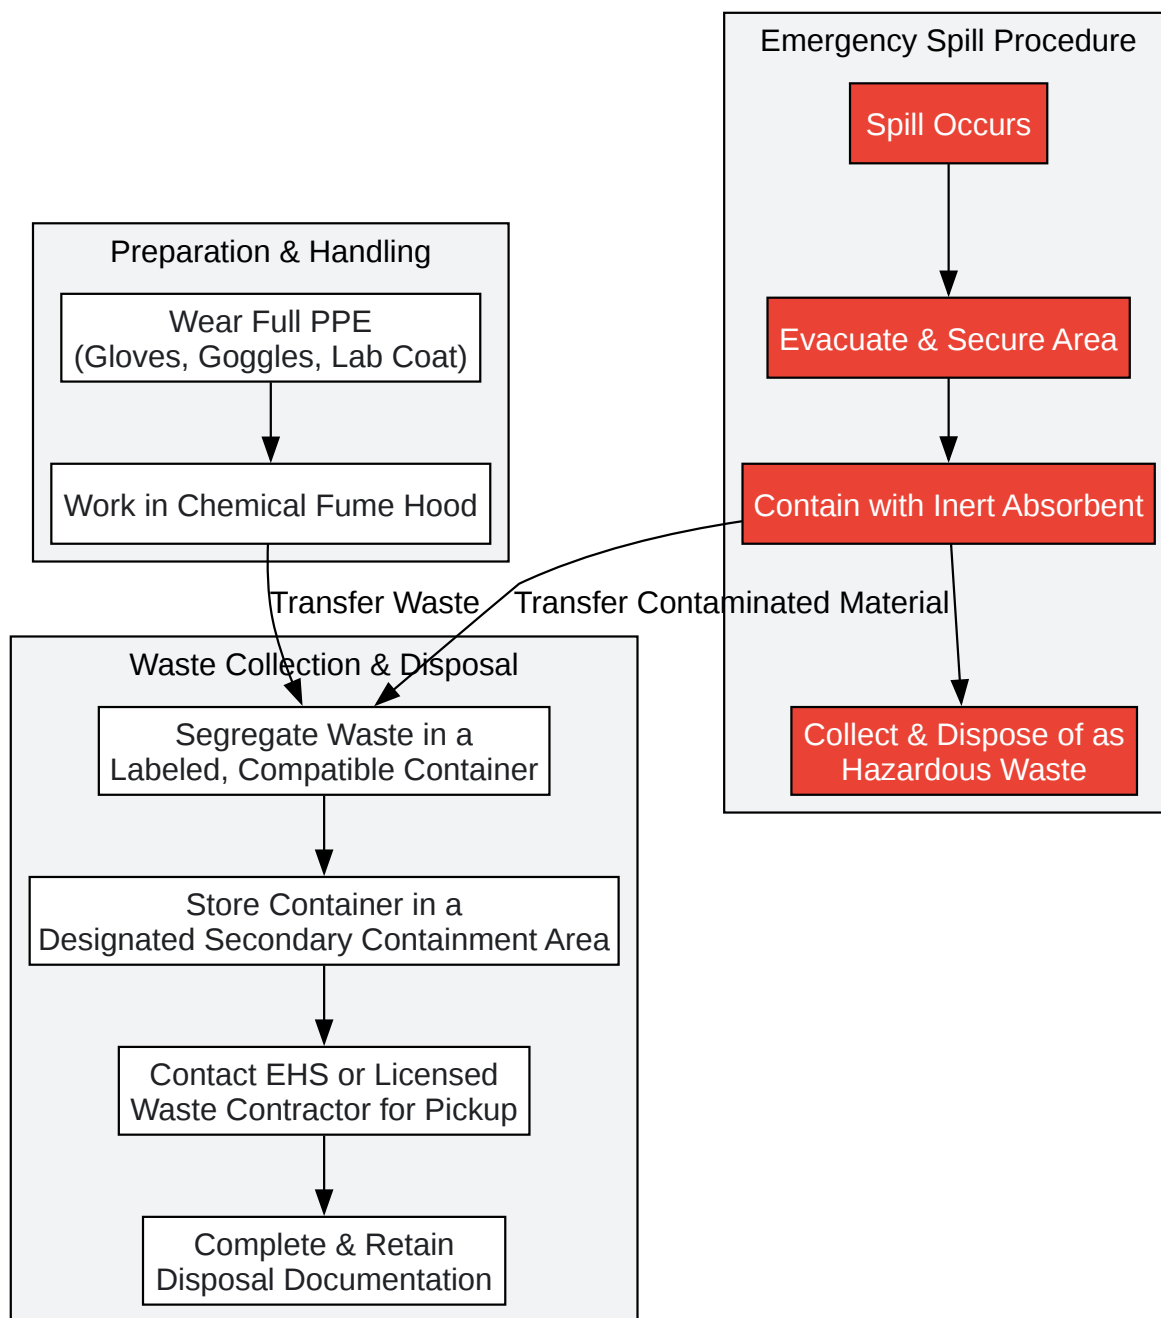 Emergency Spill Procedure
Spill Occurs
Evacuate & Secure Area
Contain with Inert Absorbent
Transfer Contaminated Material
Collect & Dispose of as
Hazardous Waste
Preparation & Handling
Wear Full PPE
(Gloves, Goggles, Lab Coat)
Work in Chemical Fume Hood
Transfer Waste
Waste Collection & Disposal
Segregate Waste in a
Labeled, Compatible Container
Store Container in a
Designated Secondary Containment Area
Contact EHS or Licensed
Waste Contractor for Pickup
Complete & Retain
Disposal Documentation